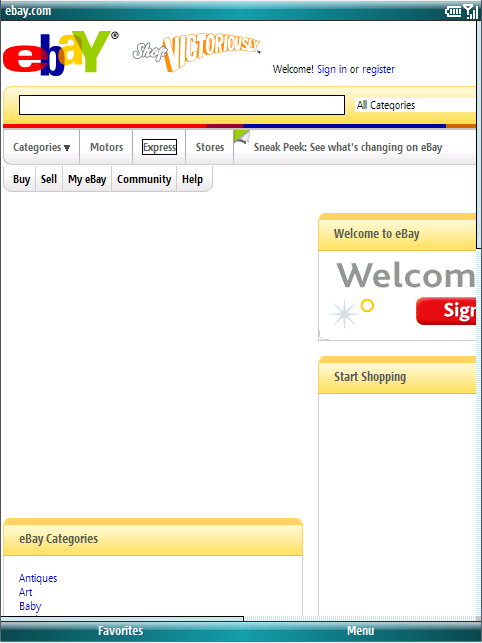 ebay.com
ebaY®
Shop VICTORIOUSLY™
Welcome! Sign in or register
All Categories
Categories Motors Express Stores Sneak Peek: See what's changing on eBay
Buy Sell My eBay Community Help
Welcome to eBay
Welcom
Sign
Start Shopping
eBay Categories
Antiques
Art
Baby
Favorites Menu